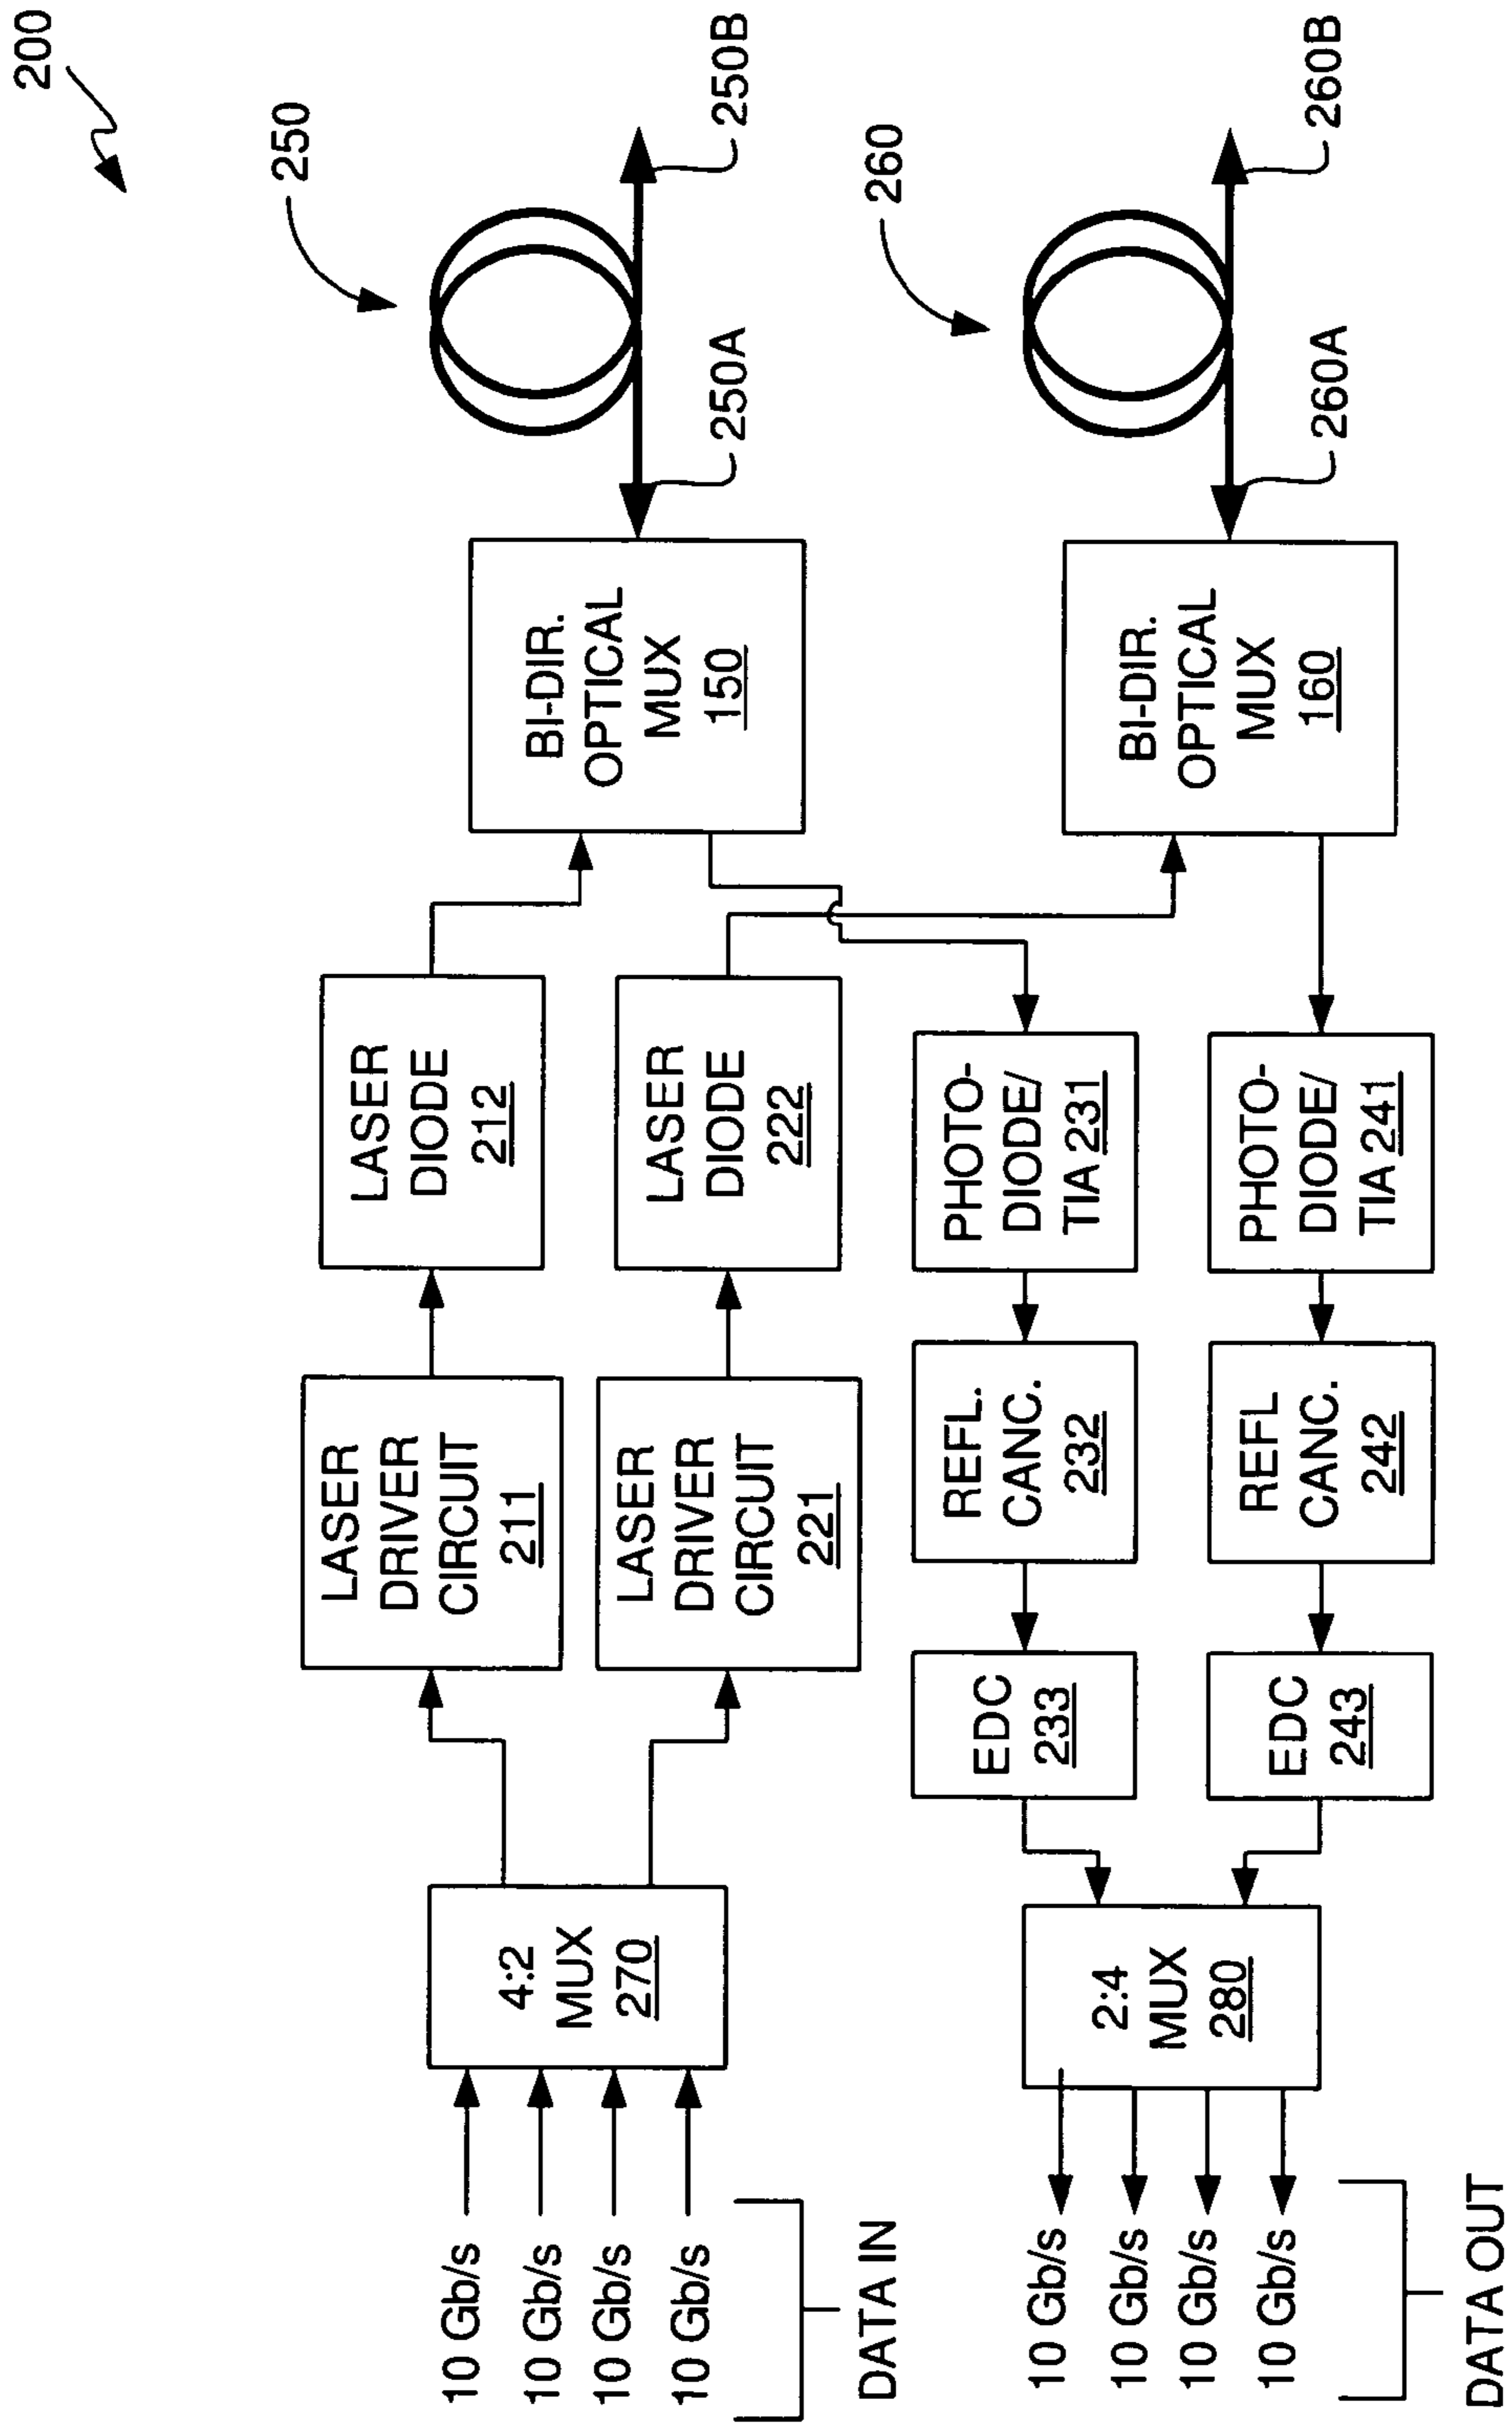 200
10 Gb/s
10 Gb/s
10 Gb/s
10 Gb/s
DATA IN
4:2
MUX
270
LASER
DRIVER
CIRCUIT
211
LASER
DIODE
212
LASER
DRIVER
CIRCUIT
221
LASER
DIODE
222
BI-DIR.
OPTICAL
MUX
150
250
250A
250B
10 Gb/s
10 Gb/s
10 Gb/s
10 Gb/s
DATA OUT
2:4
MUX
280
EDC
233
REFL.
CANC.
232
PHOTO-
DIODE/
TIA 231
EDC
243
REFL
CANC.
242
PHOTO-
DIODE/
TIA 241
BI-DIR.
OPTICAL
MUX
160
260
260A
260B